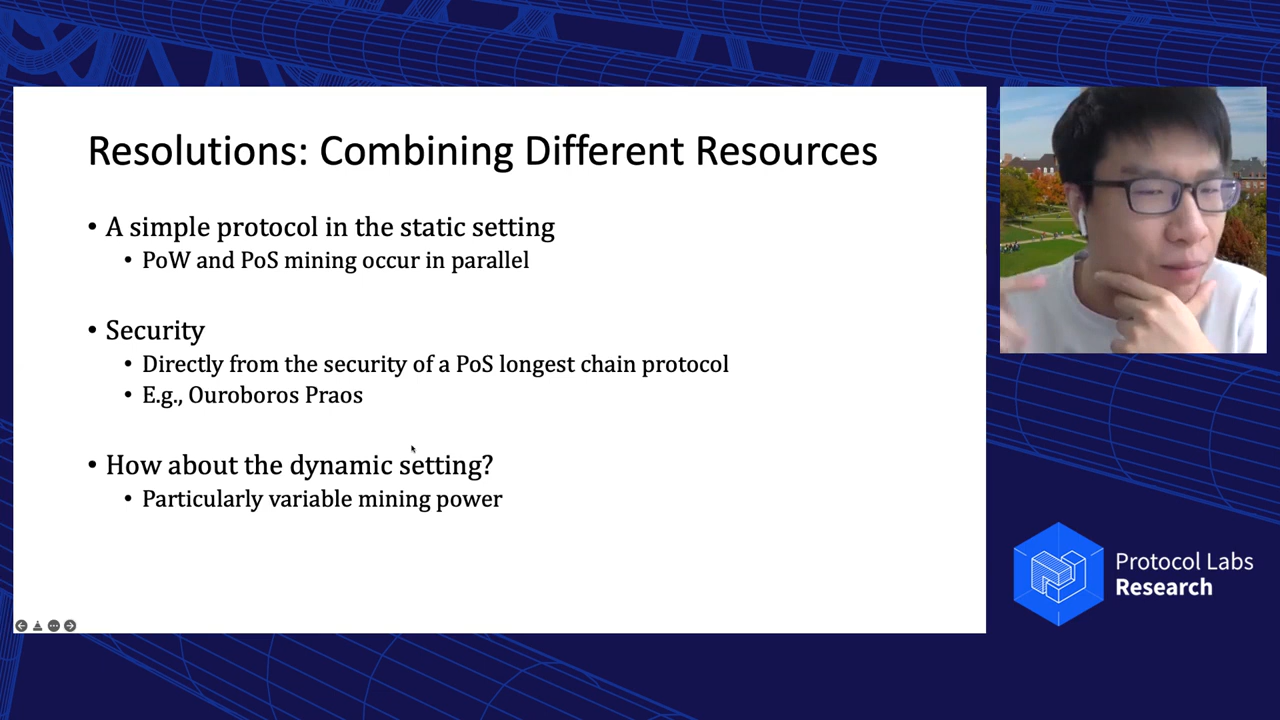 Resolutions: Combining Different Resources
• A simple protocol in the static setting
• PoW and PoS mining occur in parallel
• Security
• Directly from the security of a PoS longest chain protocol
• E.g., Ouroboros Praos
• How about the dynamic setting?
• Particularly variable mining power
Protocol Labs
Research